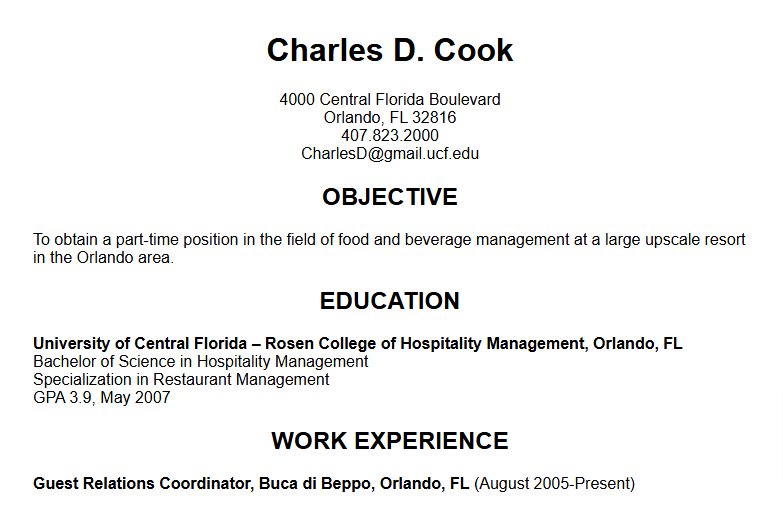 Charles D. Cook
4000 Central Florida Boulevard
Orlando, FL 32816
407.823.2000
CharlesD@gmail.ucf.edu
OBJECTIVE
To obtain a part-time position in the field of food and beverage management at a large upscale resort
in the Orlando area.
EDUCATION
University of Central Florida – Rosen College of Hospitality Management, Orlando, FL
Bachelor of Science in Hospitality Management
Specialization in Restaurant Management
GPA 3.9, May 2007
WORK EXPERIENCE
Guest Relations Coordinator, Buca di Beppo, Orlando, FL (August 2005-Present)